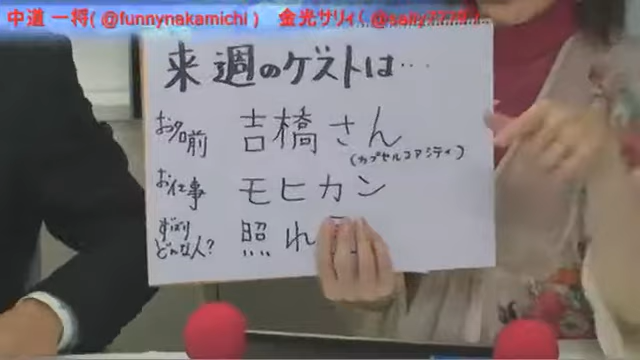 中道 一将( @funnynakamichi ) 金光サリィ(
来週のゲストは…
お名前 吉橋さん
(カプセルコアシティ)
お仕事 モヒカン
ずばり どんな人? 照れ